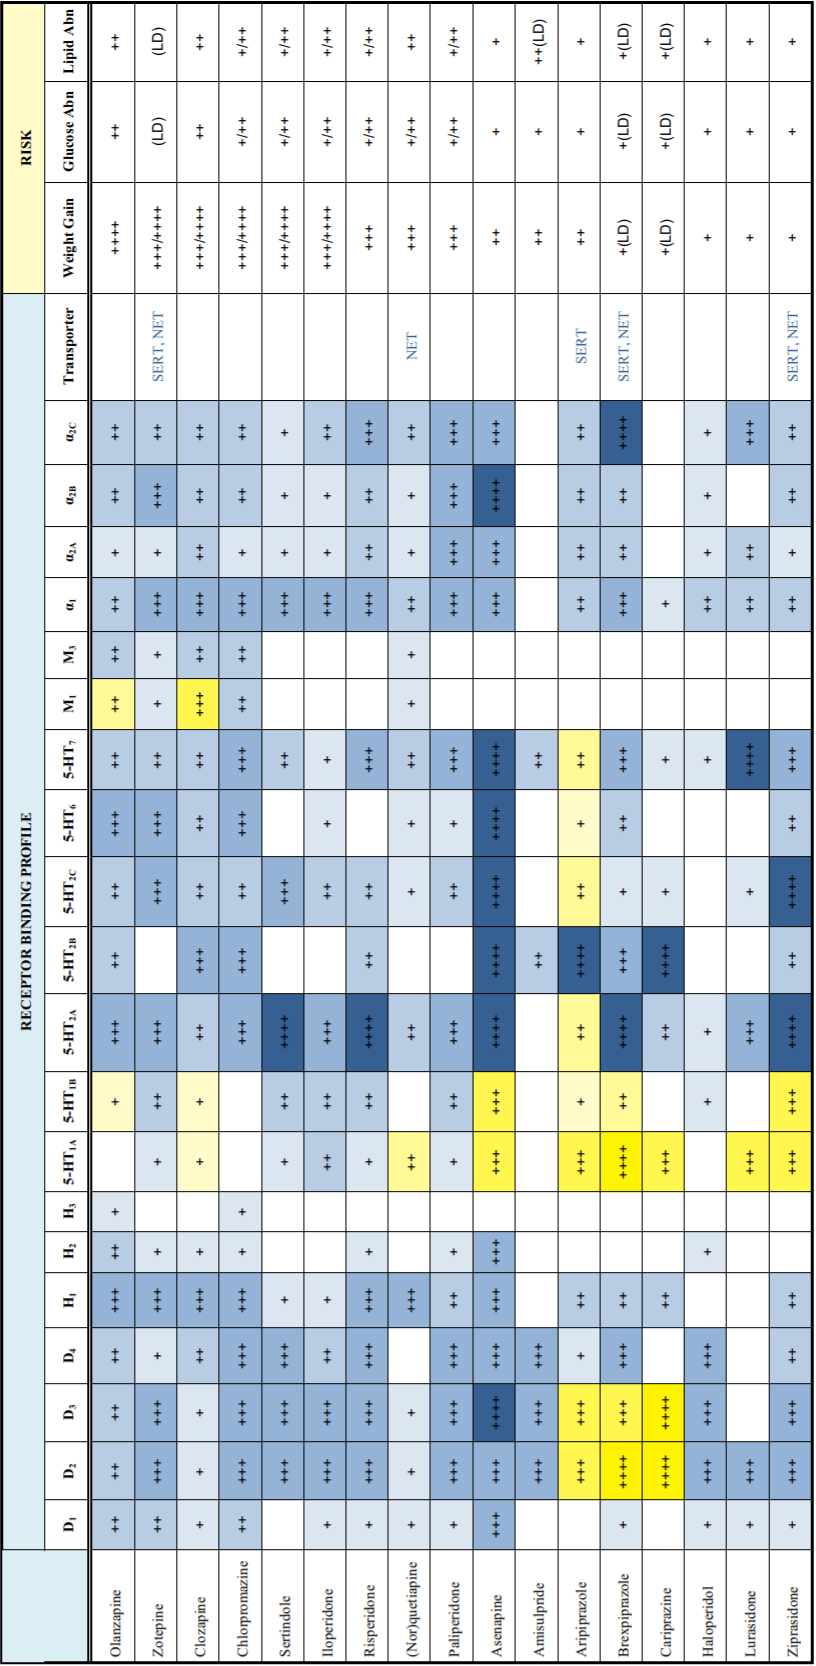 RECEPTOR BINDING PROFILE RISK
D₁ D₂ D₃ D₄ H₁ H₂ H₃ 5-HT₁A 5-HT₁B 5-HT₂A 5-HT₂B 5-HT₂C 5-HT₆ 5-HT₇ M₁ M₃ α₁ α₂A α₂B α₂C Transporter Weight Gain Glucose Abn Lipid Abn
Olanzapine ++ ++ ++ ++ +++ ++ + + +++ ++ ++ +++ ++ ++ ++ ++ + ++ ++ ++++ ++ ++
Zotepine ++ +++ +++ + +++ + + ++ +++ +++ +++ ++ + + +++ + +++ ++ SERT, NET +++/++++ (LD) (LD)
Clozapine + + + ++ +++ + + + ++ +++ ++ ++ ++ +++ ++ +++ ++ ++ ++ +++/++++ ++ ++
Chlorpromazine ++ +++ +++ +++ +++ + + +++ +++ ++ +++ +++ ++ ++ +++ + ++ ++ +++/++++ +/++ +/++
Sertindole +++ +++ +++ + + ++ ++++ +++ ++ +++ + + + +++/++++ +/++ +/++
Iloperidone + +++ +++ ++ + ++ ++ +++ ++ + + +++ + + ++ +++/++++ +/++ +/++
Risperidone + +++ +++ +++ +++ + + ++ ++++ ++ ++ +++ +++ ++ ++ +++ +++ +/++ +/++
(Nor)quetiapine + + + +++ ++ ++ + + ++ + + ++ + + ++ NET +++ +/++ ++
Paliperidone + +++ +++ +++ ++ + + ++ +++ ++ + +++ +++ +++ +++ +++ +++ +/++ +/++
Asenapine +++ +++ ++++ +++ +++ +++ +++ +++ ++++ ++++ ++++ ++++ ++++ +++ +++ ++++ +++ ++ + +
Amisulpride +++ +++ +++ ++ ++ ++ + ++(LD)
Aripiprazole +++ +++ + ++ +++ + ++ ++++ ++ + ++ ++ ++ ++ ++ SERT ++ + +
Brexpiprazole + ++++ +++ +++ ++ ++++ ++ ++++ +++ + ++ +++ +++ ++ ++ ++++ SERT, NET +(LD) +(LD) +(LD)
Cariprazine ++++ ++++ ++ +++ ++ ++++ + + + +(LD) +(LD) +(LD)
Haloperidol + +++ +++ +++ + + + + ++ + + + + + +
Lurasidone + +++ +++ +++ + ++++ ++ ++ +++ + + +
Ziprasidone + +++ +++ ++ ++ +++ +++ ++++ ++ ++++ ++ +++ ++ + ++ ++ SERT, NET + + +